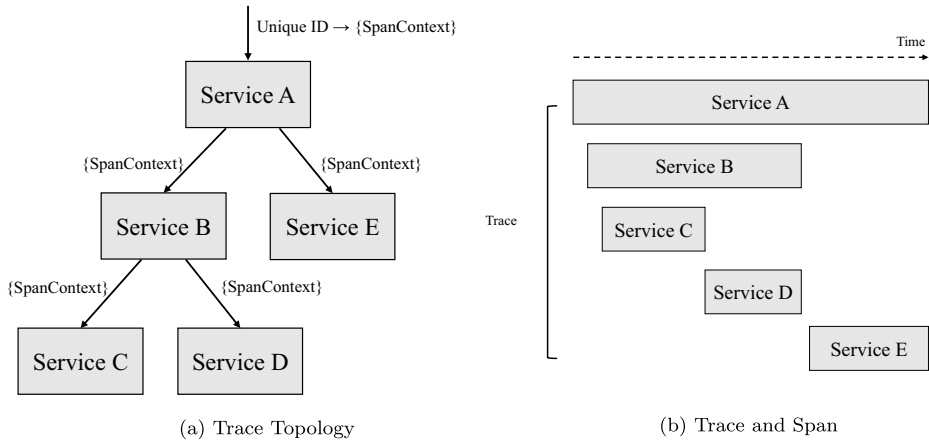 Unique ID → {SpanContext}
Service A
{SpanContext}
{SpanContext}
Service B
Service E
{SpanContext}
{SpanContext}
Service C
Service D
(a) Trace Topology
Time
Service A
Service B
Trace
Service C
Service D
Service E
(b) Trace and Span